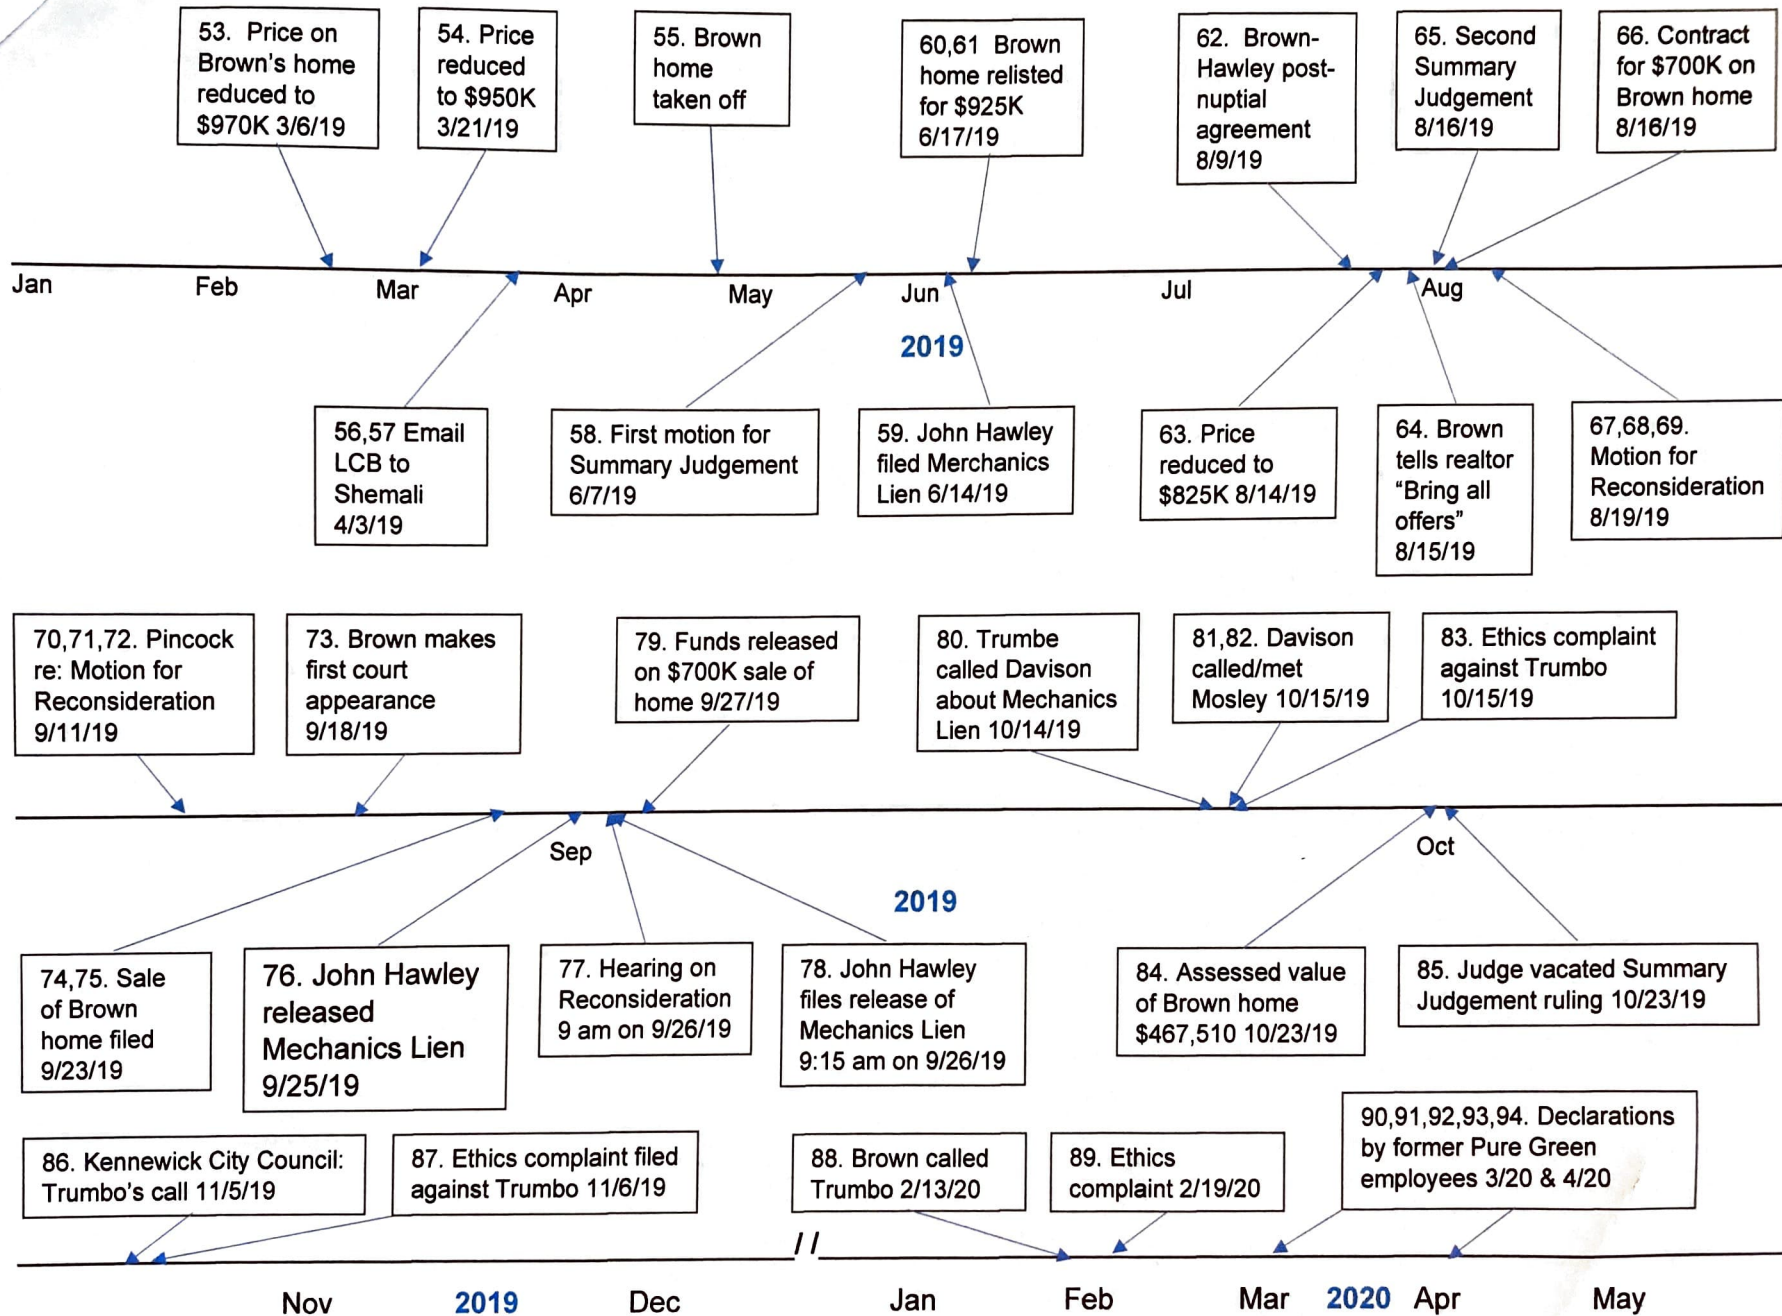 53. Price on
Brown's home
reduced to
$970K 3/6/19
54. Price
reduced
to $950K
3/21/19
55. Brown
home
taken off
60,61 Brown
home relisted
for $925K
6/17/19
62. Brown-
Hawley post-
nuptial
agreement
8/9/19
65. Second
Summary
Judgement
8/16/19
66. Contract
for $700K on
Brown home
8/16/19
Jan Feb Mar Apr May Jun Jul Aug
2019
56,57 Email
LCB to
Shemali
4/3/19
58. First motion for
Summary Judgement
6/7/19
59. John Hawley
filed Merchanics
Lien 6/14/19
63. Price
reduced to
$825K 8/14/19
64. Brown
tells realtor
“Bring all
offers”
8/15/19
67,68,69.
Motion for
Reconsideration
8/19/19
70,71,72. Pincock
re: Motion for
Reconsideration
9/11/19
73. Brown makes
first court
appearance
9/18/19
79. Funds released
on $700K sale of
home 9/27/19
80. Trumbe
called Davison
about Mechanics
Lien 10/14/19
81,82. Davison
called/met
Mosley 10/15/19
83. Ethics complaint
against Trumbo
10/15/19
Sep Oct
2019
74,75. Sale
of Brown
home filed
9/23/19
76. John Hawley
released
Mechanics Lien
9/25/19
77. Hearing on
Reconsideration
9 am on 9/26/19
78. John Hawley
files release of
Mechanics Lien
9:15 am on 9/26/19
84. Assessed value
of Brown home
$467,510 10/23/19
85. Judge vacated Summary
Judgement ruling 10/23/19
86. Kennewick City Council:
Trumbo's call 11/5/19
87. Ethics complaint filed
against Trumbo 11/6/19
88. Brown called
Trumbo 2/13/20
89. Ethics
complaint 2/19/20
90,91,92,93,94. Declarations
by former Pure Green
employees 3/20 & 4/20
//
Nov 2019 Dec Jan Feb Mar 2020 Apr May